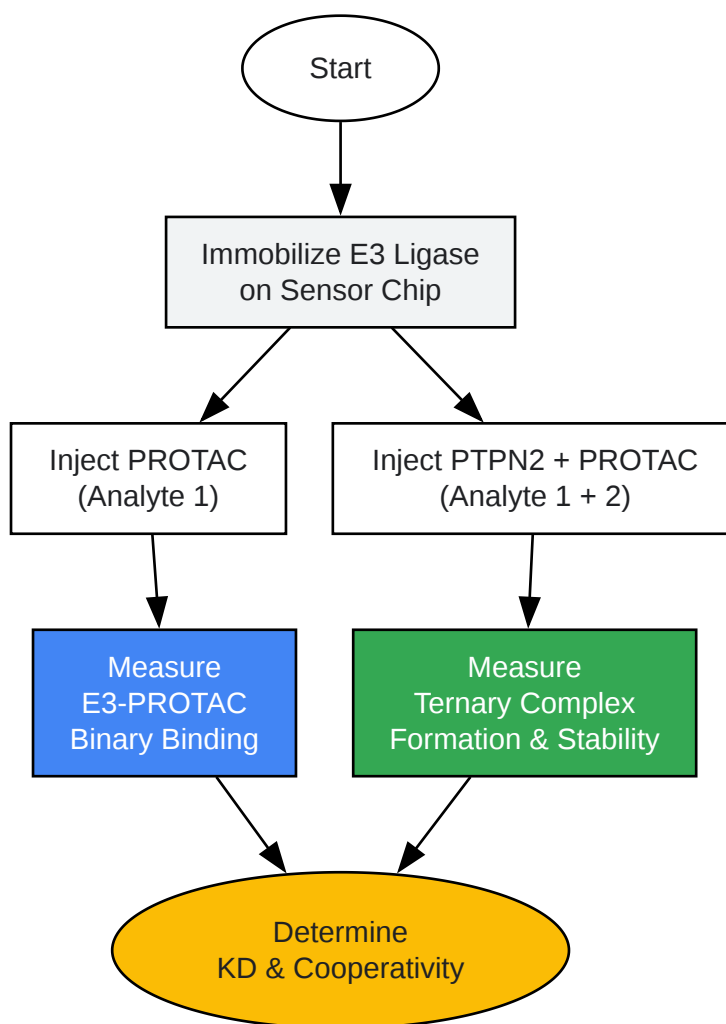 Start
Immobilize E3 Ligase
on Sensor Chip
Inject PROTAC
(Analyte 1)
Inject PTPN2 + PROTAC
(Analyte 1 + 2)
Measure
E3-PROTAC
Binary Binding
Measure
Ternary Complex
Formation & Stability
Determine
KD & Cooperativity